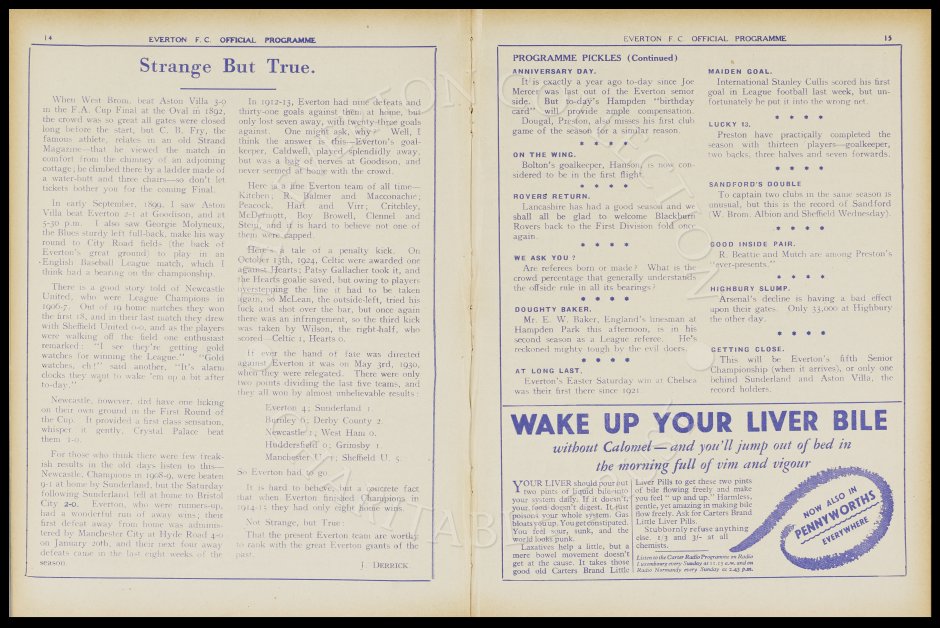 14
EVERTON F.C. OFFICIAL PROGRAMME
Strange But True.
When West Brom. beat Aston Villa 3-0
in the F.A. Cup Final at the Oval in 1892,
the crowd was so great all gates were closed
long before the start, but C. B. Fry, the
famous athlete, relates in an old Strand
Magazine—that he viewed the match in
comfort from the chimney of an adjoining
cottage; he climbed there by a ladder made of
a water-butt and three chairs—so don't let
tickets bother you for the coming Final.
In early September, 1899, I saw Aston
Villa beat Everton 2-1 at Goodison, and at
5-30 p.m. I also saw George Molyneux,
the Blues sturdy left full-back, make his way
round to City Road fields (the back of
Everton's great ground) to play in an
English Baseball League match, which I
think had a bearing on the championship.
There is a good story told of Newcastle
United, who were League Champions in
1906-7. Out of 19 home matches they won
the first 18, and in their last match they drew
with Sheffield United 0-0, and as the players
were walking off the field one enthusiast
remarked: "I see they're getting gold
watches for winning the League." "Gold
watches, eh!" said another, "It's alarm
clocks they want to wake 'em up a bit after
to-day."
Newcastle, however, did have one licking
on their own ground in the First Round of
the Cup. It provided a first class sensation,
whisper it gently, Crystal Palace beat
them 1-0.
For those who think there were few freak-
ish results in the old days listen to this—
Newcastle, Champions in 1908-9, were beaten
9-1 at home by Sunderland, but the Saturday
following Sunderland fell at home to Bristol
City 2-0. Everton, who were runners-up,
had a wonderful run of away wins; their
first defeat away from home was adminis-
tered by Manchester City at Hyde Road 4-0
on January 20th, and their next four away
defeats came in the last eight weeks of the
season.
In 1912-13, Everton had nine defeats and
thirty-one goals against them at home, but
only lost seven away, with twenty-three goals
against. One might ask, why? Well, I
think the answer is this—Everton's goal-
keeper, Caldwell, played splendidly away,
but was a bag of nerves at Goodison, and
never seemed at home with the crowd.
Here is a fine Everton team of all time—
Kitchen; R. Balmer and Macconnachie;
Peacock, Hart and Virr; Critchley,
McDermott, Boy Browell, Clennel and
Stein, and it is hard to believe not one of
them were capped.
Here's a tale of a penalty kick. On
October 13th, 1924, Celtic were awarded one
against Hearts; Patsy Gallacher took it, and
the Hearts goalie saved, but owing to players
overstepping the line it had to be taken
again, so McLean, the outside-left, tried his
luck and shot over the bar, but once again
there was an infringement, so the third kick
was taken by Wilson, the right-half, who
scored—Celtic 1, Hearts 0.
If ever the hand of fate was directed
against Everton it was on May 3rd, 1930,
when they were relegated. There were only
two points dividing the last five teams, and
they all won by almost unbelievable results:
Everton 4; Sunderland 1.
Burnley 6; Derby County 2.
Newcastle 1; West Ham 0.
Huddersfield 0; Grimsby 1.
Manchester U. 1; Sheffield U. 5.
So Everton had to go.
It is hard to believe, but a concrete fact
that when Everton finished Champions in
1914-15 they had only eight home wins.
Not Strange, but True:
That the present Everton team are worthy
to rank with the great Everton giants of the
past.
J. DERRICK.
EVERTON F.C. OFFICIAL PROGRAMME
15
PROGRAMME PICKLES (Continued)
ANNIVERSARY DAY.
It is exactly a year ago to-day since Joe
Mercer was last out of the Everton senior
side. But to-day's Hampden "birthday
card" will provide ample compensation.
Dougal, Preston, also misses his first club
game of the season for a similar reason.
* * * *
ON THE WING.
Bolton's goalkeeper, Hanson, is now con-
sidered to be in the first flight.
* * * *
ROVERS' RETURN.
Lancashire has had a good season and we
shall all be glad to welcome Blackburn
Rovers back to the First Division fold once
again.
* * * *
WE ASK YOU?
Are referees born or made? What is the
crowd percentage that generally understands
the offside rule in all its bearings?
* * * *
DOUGHTY BAKER.
Mr. E. W. Baker, England's linesman at
Hampden Park this afternoon, is in his
second season as a League referee. He's
reckoned mighty tough by the evil doers.
* * * *
AT LONG LAST.
Everton's Easter Saturday win at Chelsea
was their first there since 1921.
MAIDEN GOAL.
International Stanley Cullis scored his first
goal in League football last week, but un-
fortunately he put it into the wrong net.
* * * *
LUCKY 13.
Preston have practically completed the
season with thirteen players—goalkeeper,
two backs, three halves and seven forwards.
* * * *
SANDFORD'S DOUBLE
To captain two clubs in the same season is
unusual, but this is the record of Sandford
(W. Brom. Albion and Sheffield Wednesday).
* * * *
GOOD INSIDE PAIR.
R. Beattie and Mutch are among Preston's
"ever-presents."
* * * *
HIGHBURY SLUMP.
Arsenal's decline is having a bad effect
upon their gates. Only 33,000 at Highbury
the other day.
* * * *
GETTING CLOSE.
This will be Everton's fifth Senior
Championship (when it arrives), or only one
behind Sunderland and Aston Villa, the
record holders.
WAKE UP YOUR LIVER BILE
without Calomel—and you'll jump out of bed in
the morning full of vim and vigour
YOUR LIVER should pour out
two pints of liquid bile into
your system daily. If it doesn't,
your food doesn't digest. It just
poisons your whole system. Gas
bloats you up. You get constipated.
You feel sour, sunk, and the
world looks punk.
Laxatives help a little, but a
mere bowel movement doesn't
get at the cause. It takes those
good old Carters Brand Little
Liver Pills to get these two pints
of bile flowing freely and make
you feel "up and up." Harmless,
gentle, yet amazing in making bile
flow freely. Ask for Carters Brand
Little Liver Pills.
Stubbornly refuse anything
else. 1/3 and 3/- at all
chemists.
Listen to the Carter Radio Programme on Radio
Luxembourg every Sunday at 11.15 a.m. and on
Radio Normandy every Sunday at 2.45 p.m.
NOW ALSO IN
PENNYWORTHS
EVERYWHERE